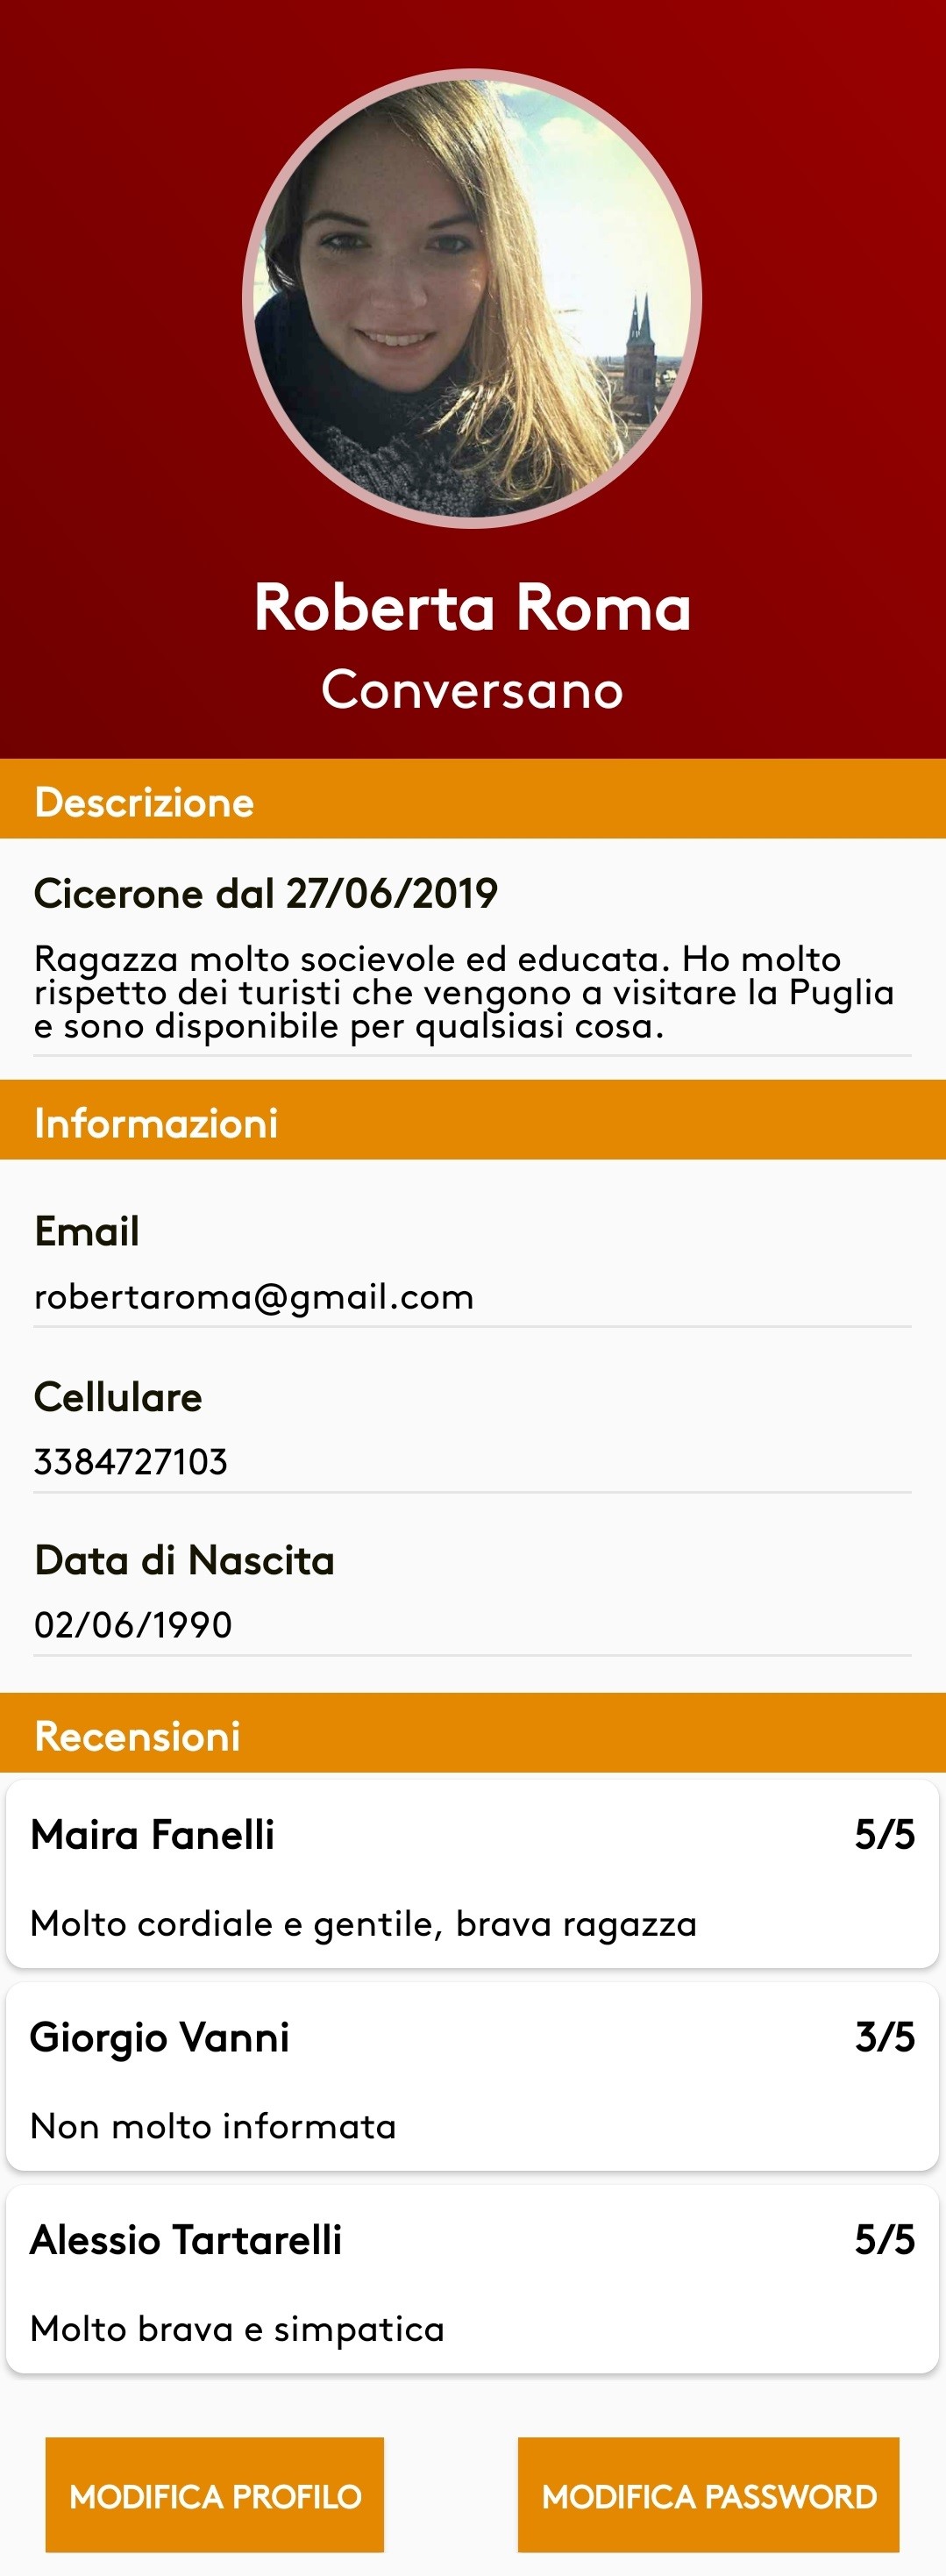 Roberta Roma
Conversano
Descrizione
Cicerone dal 27/06/2019
Ragazza molto socievole ed educata. Ho molto
rispetto dei turisti che vengono a visitare la Puglia
e sono disponibile per qualsiasi cosa.
Informazioni
Email
robertaroma@gmail.com
Cellulare
3384727103
Data di Nascita
02/06/1990
Recensioni
Maira Fanelli 5/5
Molto cordiale e gentile, brava ragazza
Giorgio Vanni 3/5
Non molto informata
Alessio Tartarelli 5/5
Molto brava e simpatica
MODIFICA PROFILO MODIFICA PASSWORD